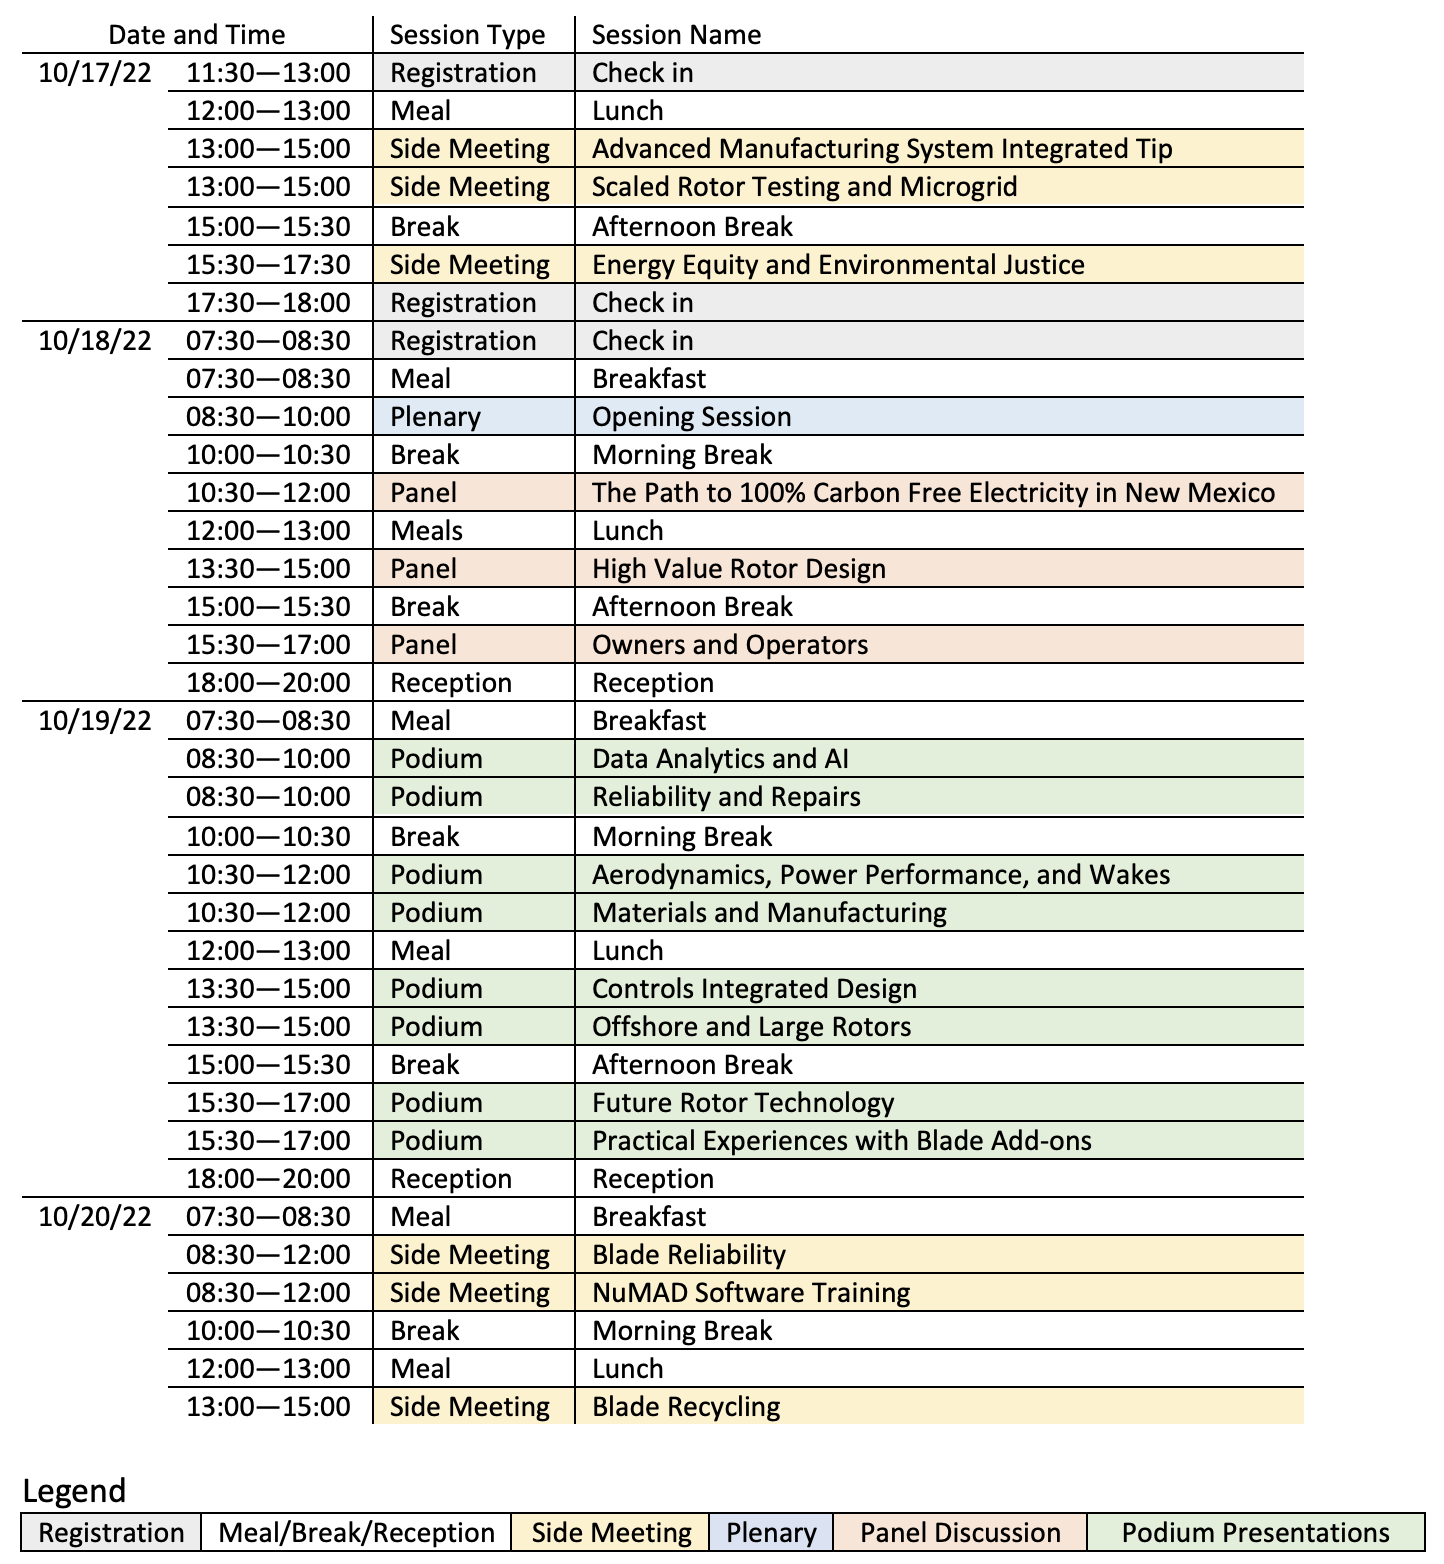 Date and Time Session Type Session Name
10/17/22 11:30—13:00 Registration Check in
12:00—13:00 Meal Lunch
13:00—15:00 Side Meeting Advanced Manufacturing System Integrated Tip
13:00—15:00 Side Meeting Scaled Rotor Testing and Microgrid
15:00—15:30 Break Afternoon Break
15:30—17:30 Side Meeting Energy Equity and Environmental Justice
17:30—18:00 Registration Check in
10/18/22 07:30—08:30 Registration Check in
07:30—08:30 Meal Breakfast
08:30—10:00 Plenary Opening Session
10:00—10:30 Break Morning Break
10:30—12:00 Panel The Path to 100% Carbon Free Electricity in New Mexico
12:00—13:00 Meals Lunch
13:30—15:00 Panel High Value Rotor Design
15:00—15:30 Break Afternoon Break
15:30—17:00 Panel Owners and Operators
18:00—20:00 Reception Reception
10/19/22 07:30—08:30 Meal Breakfast
08:30—10:00 Podium Data Analytics and AI
08:30—10:00 Podium Reliability and Repairs
10:00—10:30 Break Morning Break
10:30—12:00 Podium Aerodynamics, Power Performance, and Wakes
10:30—12:00 Podium Materials and Manufacturing
12:00—13:00 Meal Lunch
13:30—15:00 Podium Controls Integrated Design
13:30—15:00 Podium Offshore and Large Rotors
15:00—15:30 Break Afternoon Break
15:30—17:00 Podium Future Rotor Technology
15:30—17:00 Podium Practical Experiences with Blade Add-ons
18:00—20:00 Reception Reception
10/20/22 07:30—08:30 Meal Breakfast
08:30—12:00 Side Meeting Blade Reliability
08:30—12:00 Side Meeting NuMAD Software Training
10:00—10:30 Break Morning Break
12:00—13:00 Meal Lunch
13:00—15:00 Side Meeting Blade Recycling
Legend
Registration Meal/Break/Reception Side Meeting Plenary Panel Discussion Podium Presentations